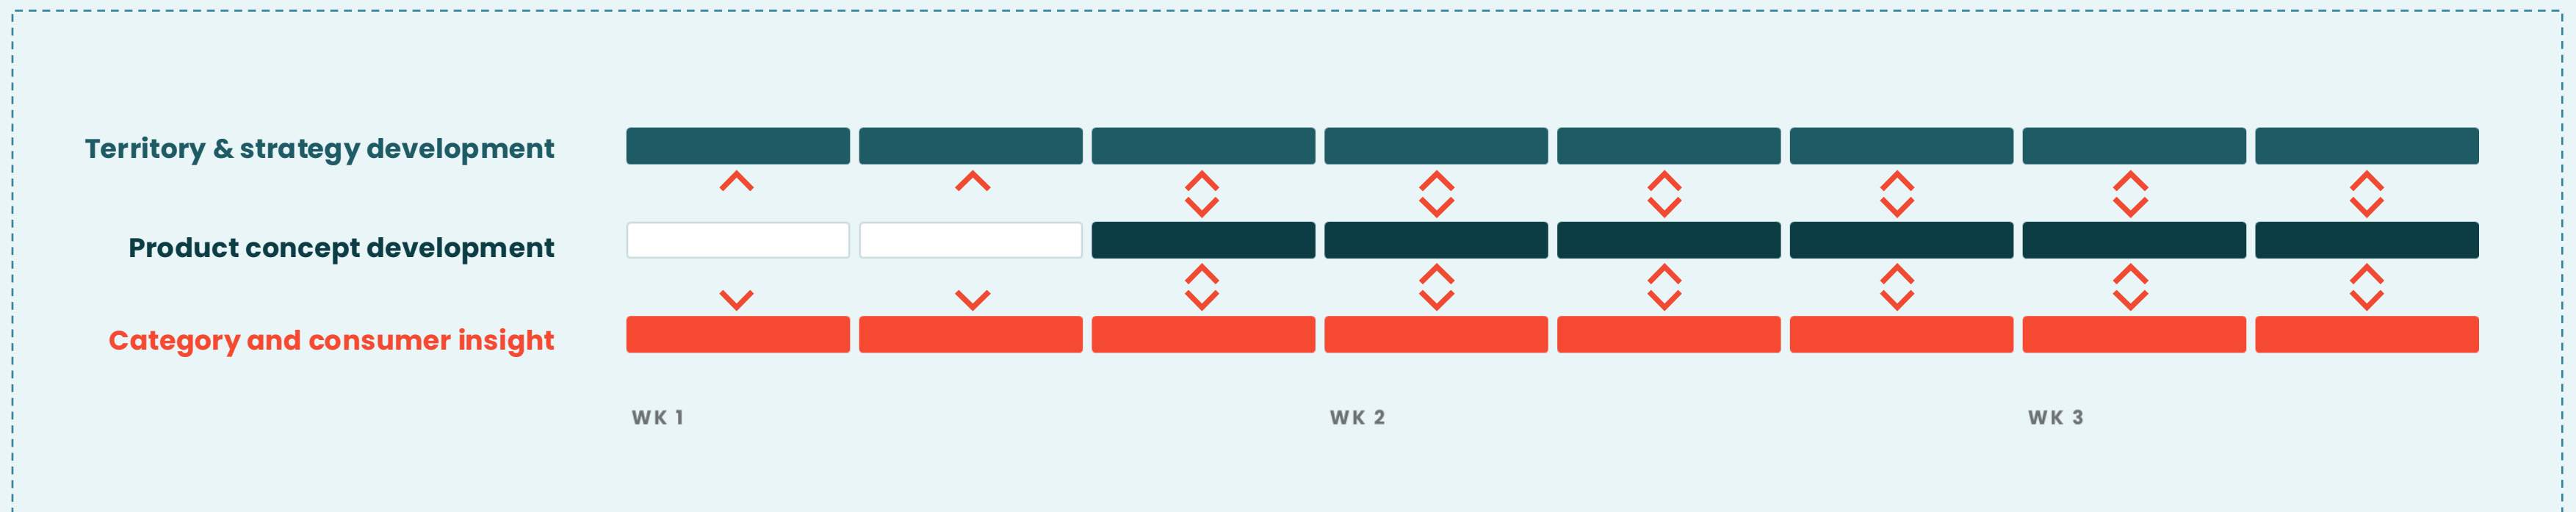 Territory & strategy development
Product concept development
Category and consumer insight
WK 1
WK 2
WK 3